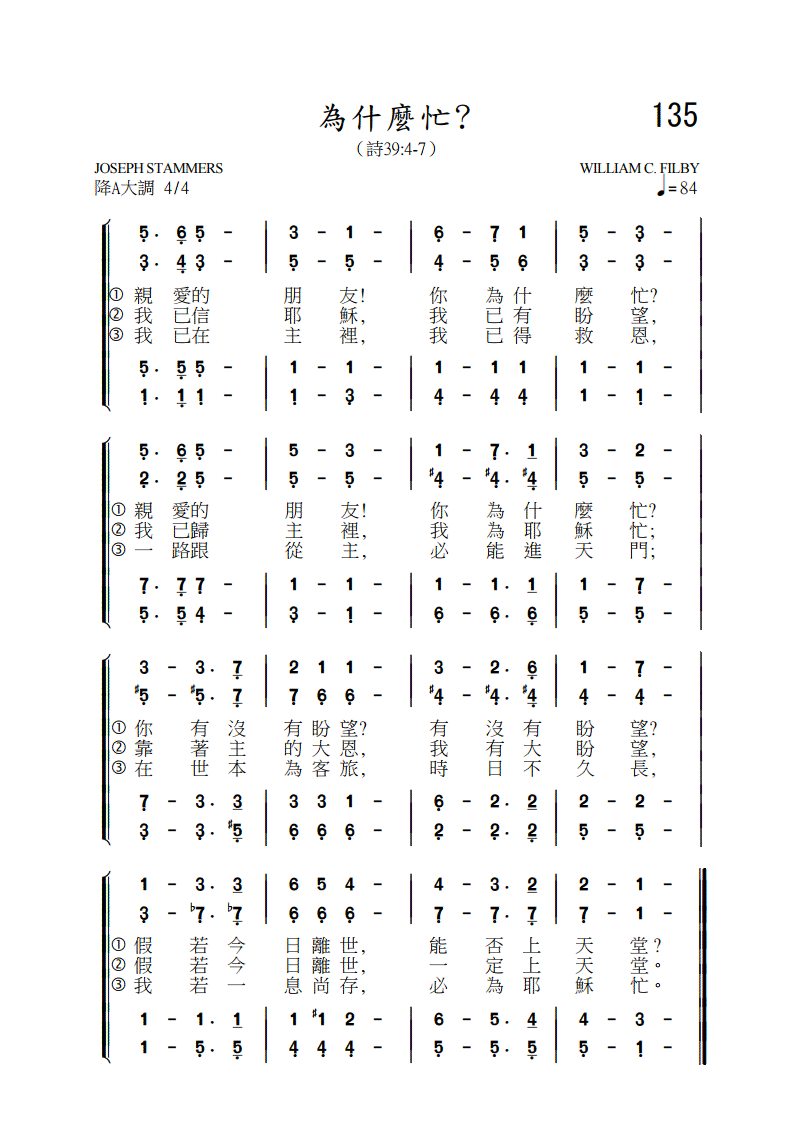 為什麼忙? 135
(詩39:4-7)
JOSEPH STAMMERS WILLIAM C. FILBY
降A大調 4/4 ♩=84
5̣ . 6̣ 5̣ - | 3 - 1 - | 6̣ - 7̣ 1 | 5̣ - 3̣ -
3̣ . 4̣ 3̣ - | 5̣ - 5̣ - | 4̣ - 5̣ 6̣ | 3̣ - 3̣ -
① 親愛的朋友! 你為什麼忙?
② 我已信耶穌, 我已有盼望,
③ 我已在主裡, 我已得救恩,
5̣ . 5̣ 5̣ - | 1 - 1 - | 1 - 1 1 | 1 - 1 -
1̣ . 1̣ 1̣ - | 1̣ - 3̣ - | 4̣ - 4̣ 4̣ | 1̣ - 1̣ -
5̣ . 6̣ 5̣ - | 5 - 3 - | 1 - 7̣ . 1 | 3 - 2 -
2̣ . 2̣ 5̣ - | 5̣ - 5̣ - | ♯4̣ - ♯4̣ . ♯4̣ | 5̣ - 5̣ -
① 親愛的朋友! 你為什麼忙?
② 我已歸主裡, 我為耶穌忙;
③ 一路跟從主, 必能進天門;
7̣ . 7̣ 7̣ - | 1 - 1 - | 1 - 1 . 1 | 1 - 7̣ -
5̣ . 5̣ 4̣ - | 3̣ - 1̣ - | 6̣ - 6̣ . 6̣ | 5̣ - 5̣ -
3 - 3 . 7̣ | 2 1 1 - | 3 - 2 . 6̣ | 1 - 7̣ -
♯5̣ - ♯5̣ . 7̣ | 7̣ 6̣ 6̣ - | ♯4̣ - ♯4̣ . ♯4̣ | 4̣ - 4̣ -
① 你有沒有盼望? 有沒有盼望?
② 靠著主的大恩, 我有大盼望,
③ 在世本為客旅, 時日不久長,
7̣ - 3 . 3 | 3 3 1 - | 6̣ - 2 . 2 | 2 - 2 -
3̣ - 3̣ . ♯5̣ | 6̣ 6̣ 6̣ - | 2̣ - 2̣ . 2̣ | 5̣ - 5̣ -
1 - 3 . 3 | 6 5 4 - | 4 - 3 . 2 | 2 - 1 -
3̣ - ♭7̣ . ♭7̣ | 6̣ 6̣ 6̣ - | 7̣ - 7̣ . 7̣ | 7̣ - 1 -
① 假若今日離世, 能否上天堂?
② 假若今日離世, 一定上天堂。
③ 我若一息尚存, 必為耶穌忙。
1 - 1 . 1 | 1 ♯1 2 - | 6 - 5 . 4 | 4 - 3 -
1 - 5̣ . 5̣ | 4̣ 4̣ 4̣ - | 5̣ - 5̣ . 5̣ | 5̣ - 1̣ -